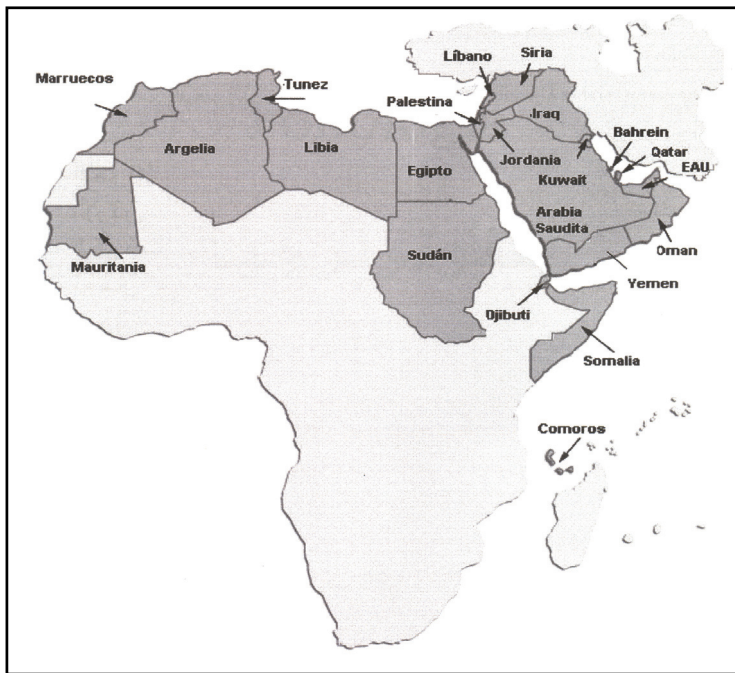 Líbano
Siria
Marruecos
Tunez
Palestina
Iraq
Bahrein
Argelia
Libia
Egipto
Jordania
Qatar
Kuwait
EAU
Arabia
Saudita
Mauritania
Sudán
Oman
Yemen
Djibuti
Somalia
Comoros